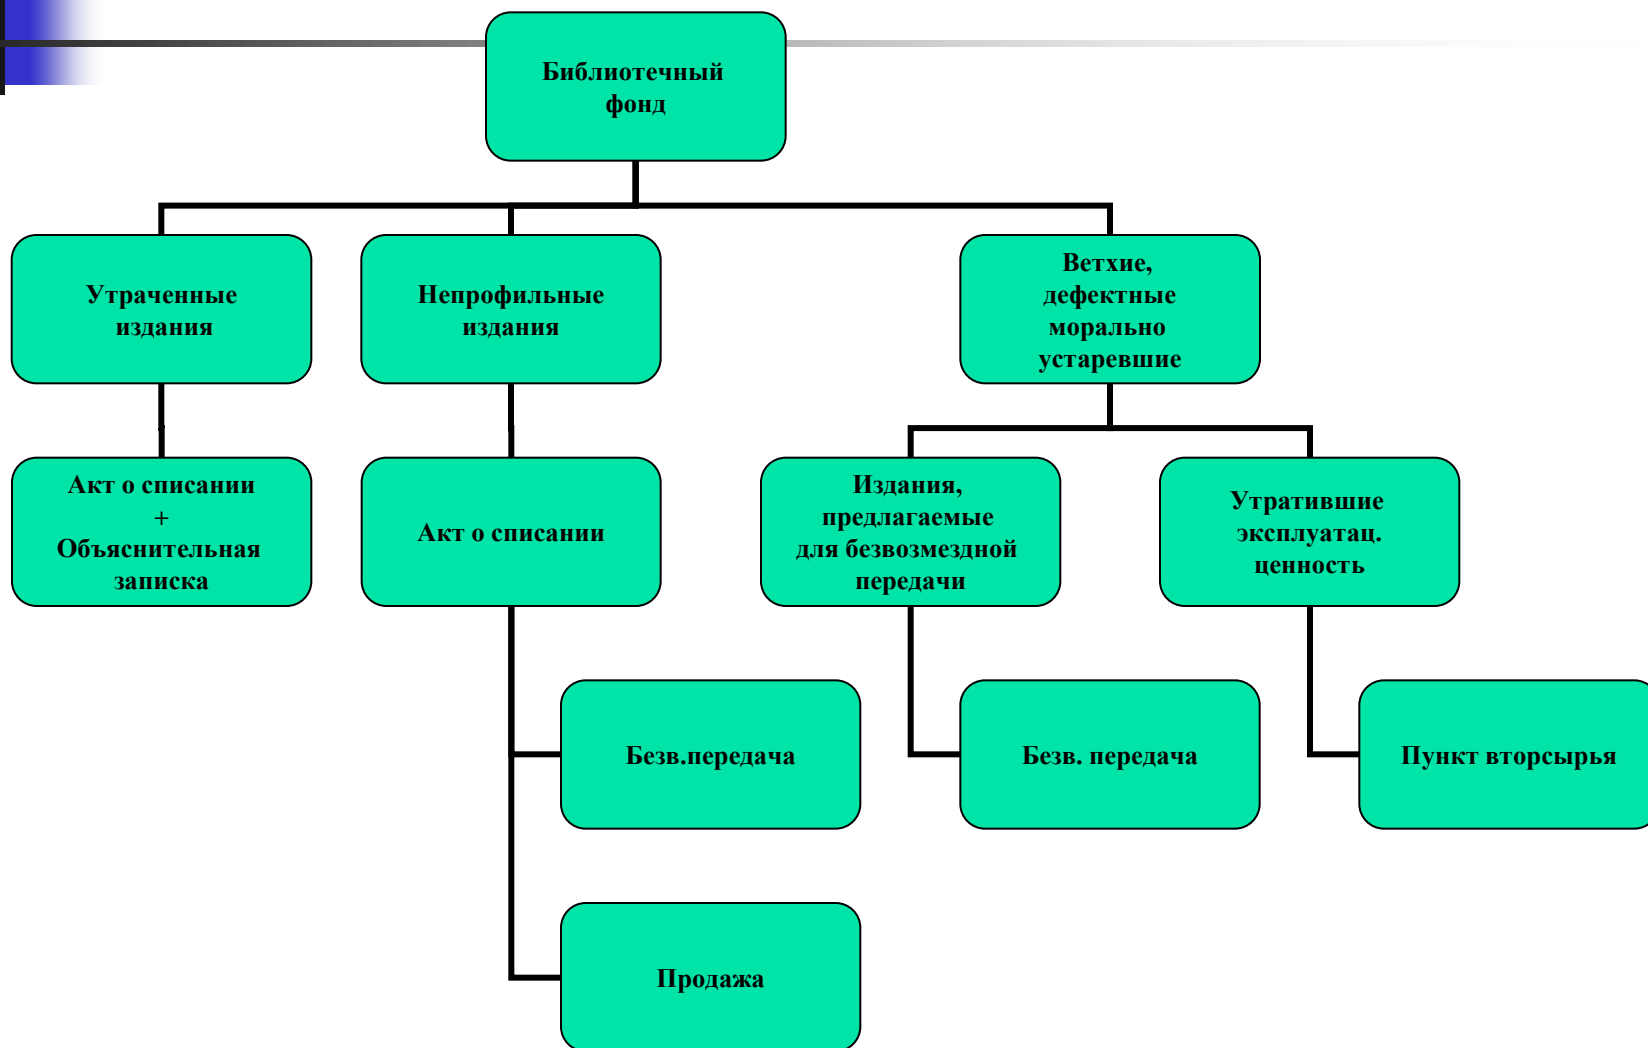 Библиотечный
фонд
Утраченные
издания
Непрофильные
издания
Ветхие,
дефектные
морально
устаревшие
Акт о списании
+
Объяснительная
записка
Акт о списании
Издания,
предлагаемые
для безвозмездной
передачи
Утратившие
эксплуатац.
ценность
Безв.передача
Безв. передача
Пункт вторсырья
Продажа